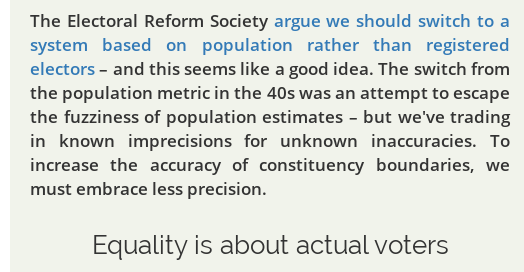 The Electoral Reform Society argue we should switch to a
system based on population rather than registered
electors – and this seems like a good idea. The switch from
the population metric in the 40s was an attempt to escape
the fuzziness of population estimates – but we've trading
in known imprecisions for unknown inaccuracies. To
increase the accuracy of constituency boundaries, we
must embrace less precision.
Equality is about actual voters